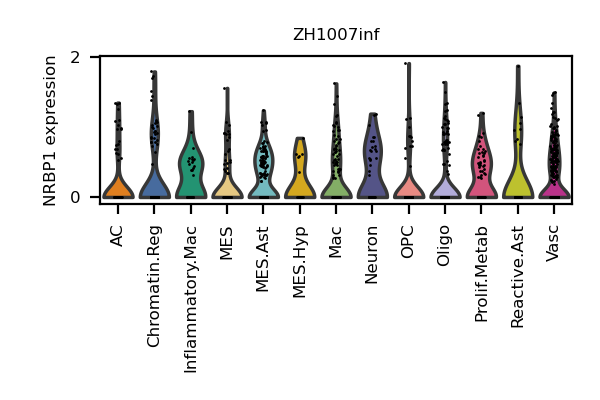 ZH1007inf
NRBP1 expression
2
0
AC
Chromatin.Reg
Inflammatory.Mac
MES
MES.Ast
MES.Hyp
Mac
Neuron
OPC
Oligo
Prolif.Metab
Reactive.Ast
Vasc